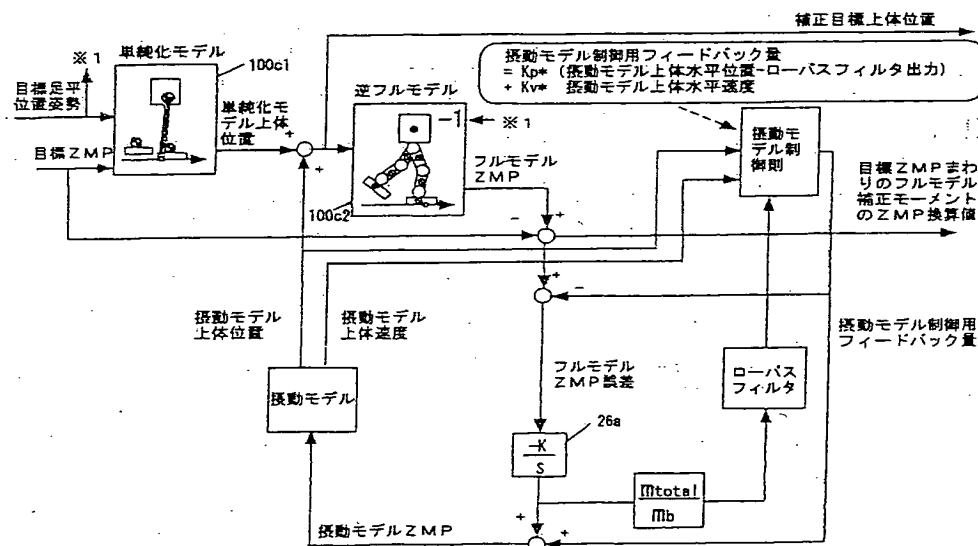 補正目標上体位置
※1
単純化モデル
100c1
摂動モデル制御用フィードバック量
= Kp* (摂動モデル上体水平位置-ローパスフィルタ出力)
+ Kv* 摂動モデル上体水平速度
目標足平
位置姿勢
単純化モ
デル上体
位置
逆フルモデル
-1
※1
摂動モ
デル制
御則
目標ZMP
+
+
フルモデル
ZMP
100c2
目標ZMPまわ
りのフルモデル
補正モーメント
のZMP換算値
-
+
+
-
摂動モデル
上体位置
摂動モデル
上体速度
摂動モデル制御用
フィードバック量
フルモデル
ZMP誤差
ローパス
フィルタ
摂動モデル
26a
-K
S
mtotal
mb
+
+
摂動モデルZMP